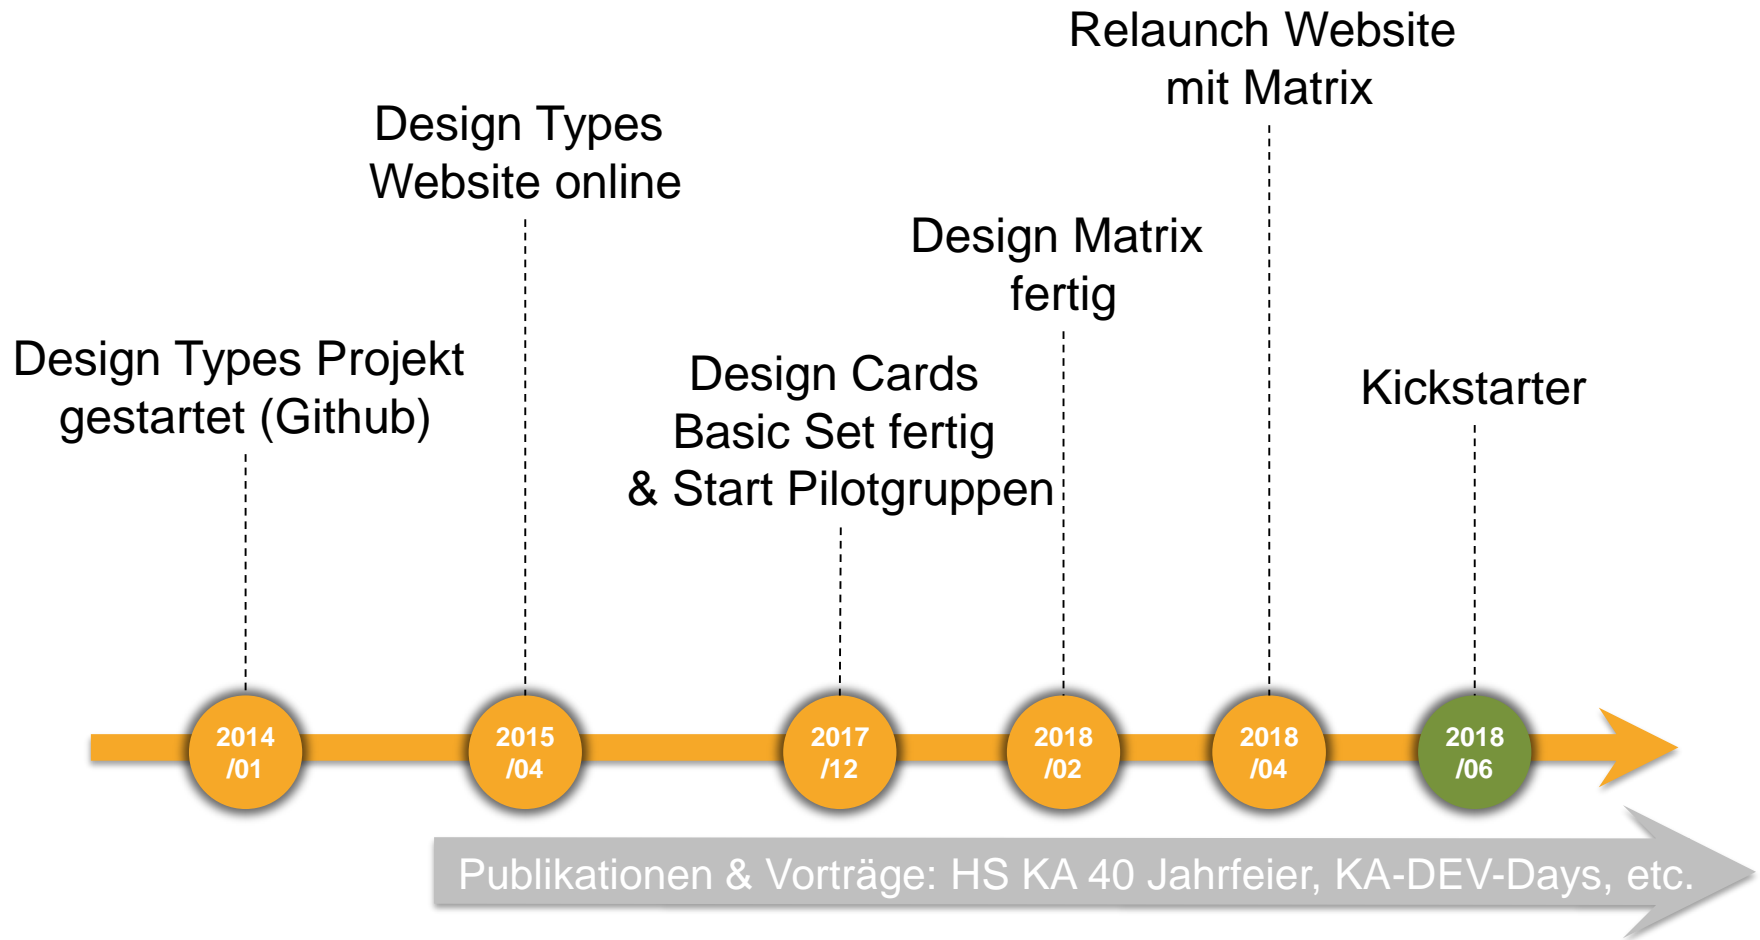 Relaunch Website
mit Matrix
Design Types
Website online
Design Matrix
fertig
Design Types Projekt
gestartet (Github)
Design Cards
Basic Set fertig
& Start Pilotgruppen
Kickstarter
2014
/01
2015
/04
2017
/12
2018
/02
2018
/04
2018
/06
Publikationen & Vorträge: HS KA 40 Jahrfeier, KA-DEV-Days, etc.